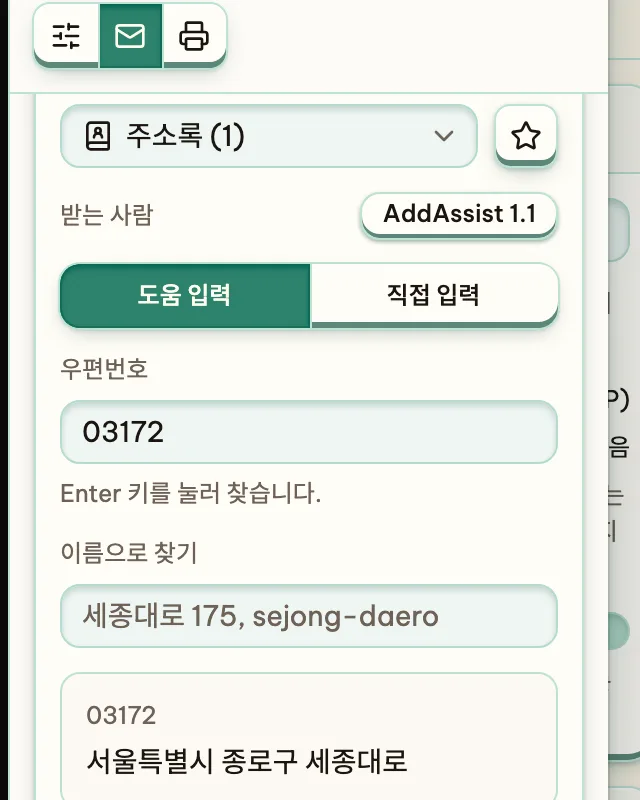 주소록 (1)
받는 사람
AddAssist 1.1
도움 입력
직접 입력
우편번호
03172
Enter 키를 눌러 찾습니다.
이름으로 찾기
세종대로 175, sejong-daero
03172
서울특별시 종로구 세종대로
P)
음
는